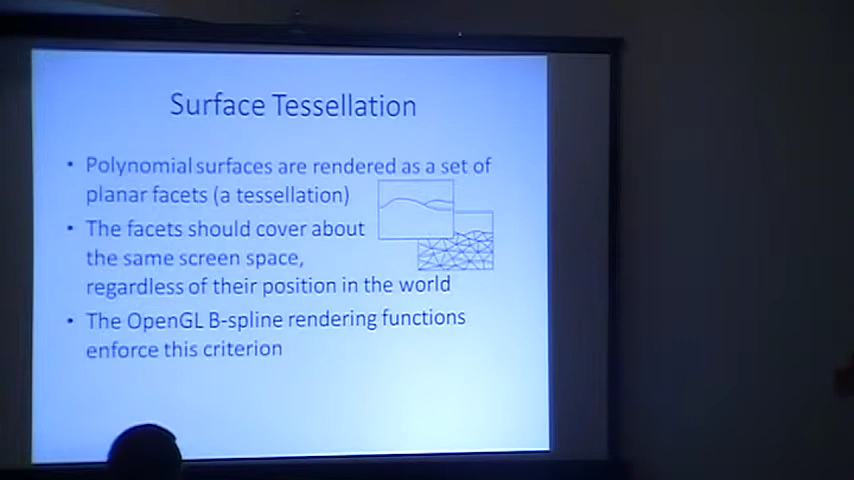 Surface Tessellation
• Polynomial surfaces are rendered as a set of
planar facets (a tessellation)
• The facets should cover about
the same screen space,
regardless of their position in the world
• The OpenGL B-spline rendering functions
enforce this criterion